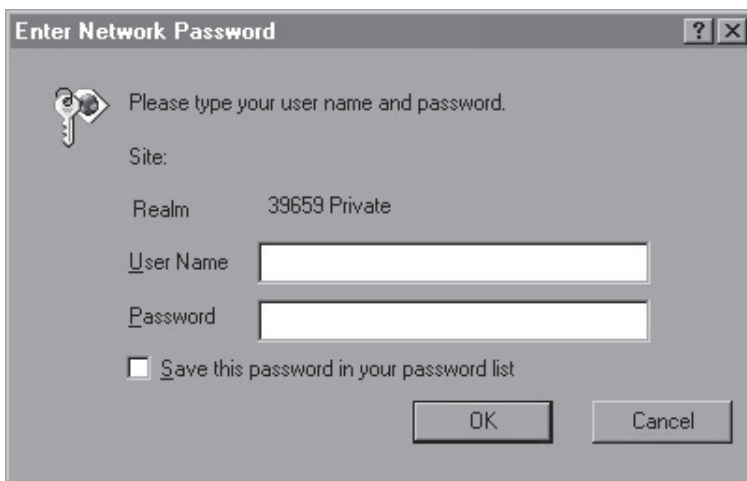 Enter Network Password
Please type your user name and password.
Site:
Realm 39659 Private
User Name
Password
Save this password in your password list
OK Cancel